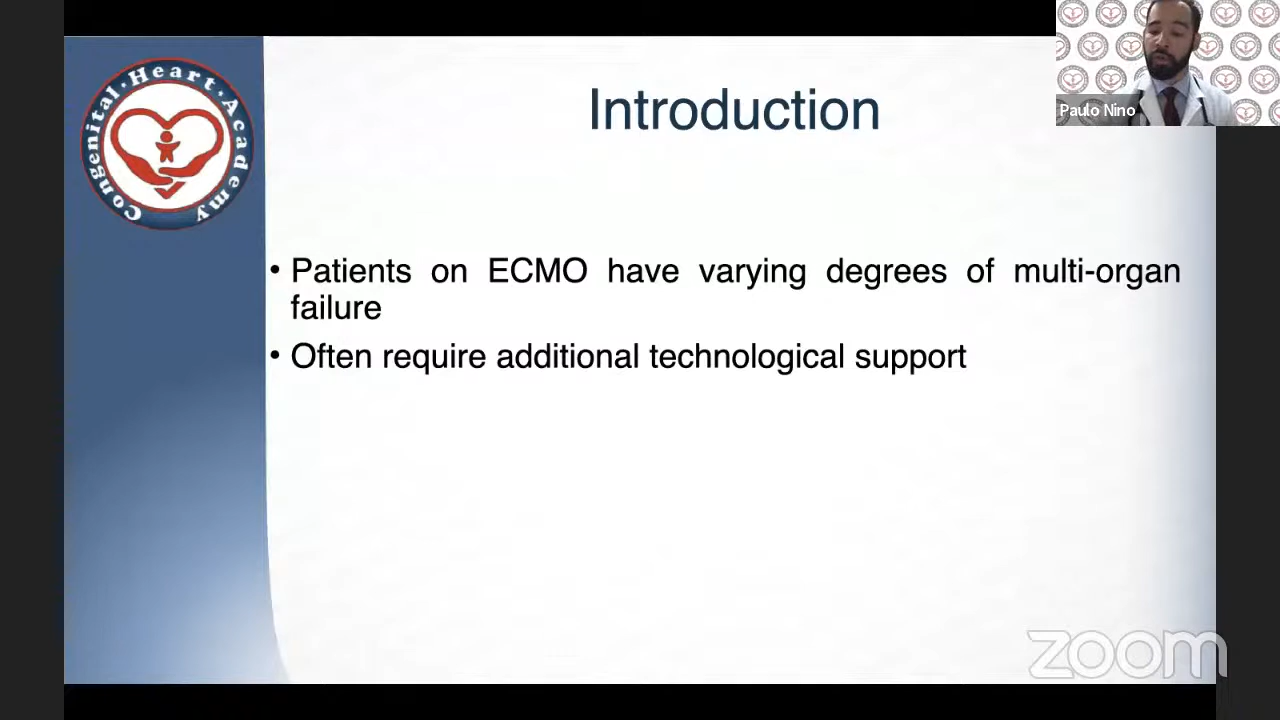 Congenital·Heart·Academy
Introduction
Paulo Nino
• Patients on ECMO have varying degrees of multi-organ
failure
• Often require additional technological support
zoom